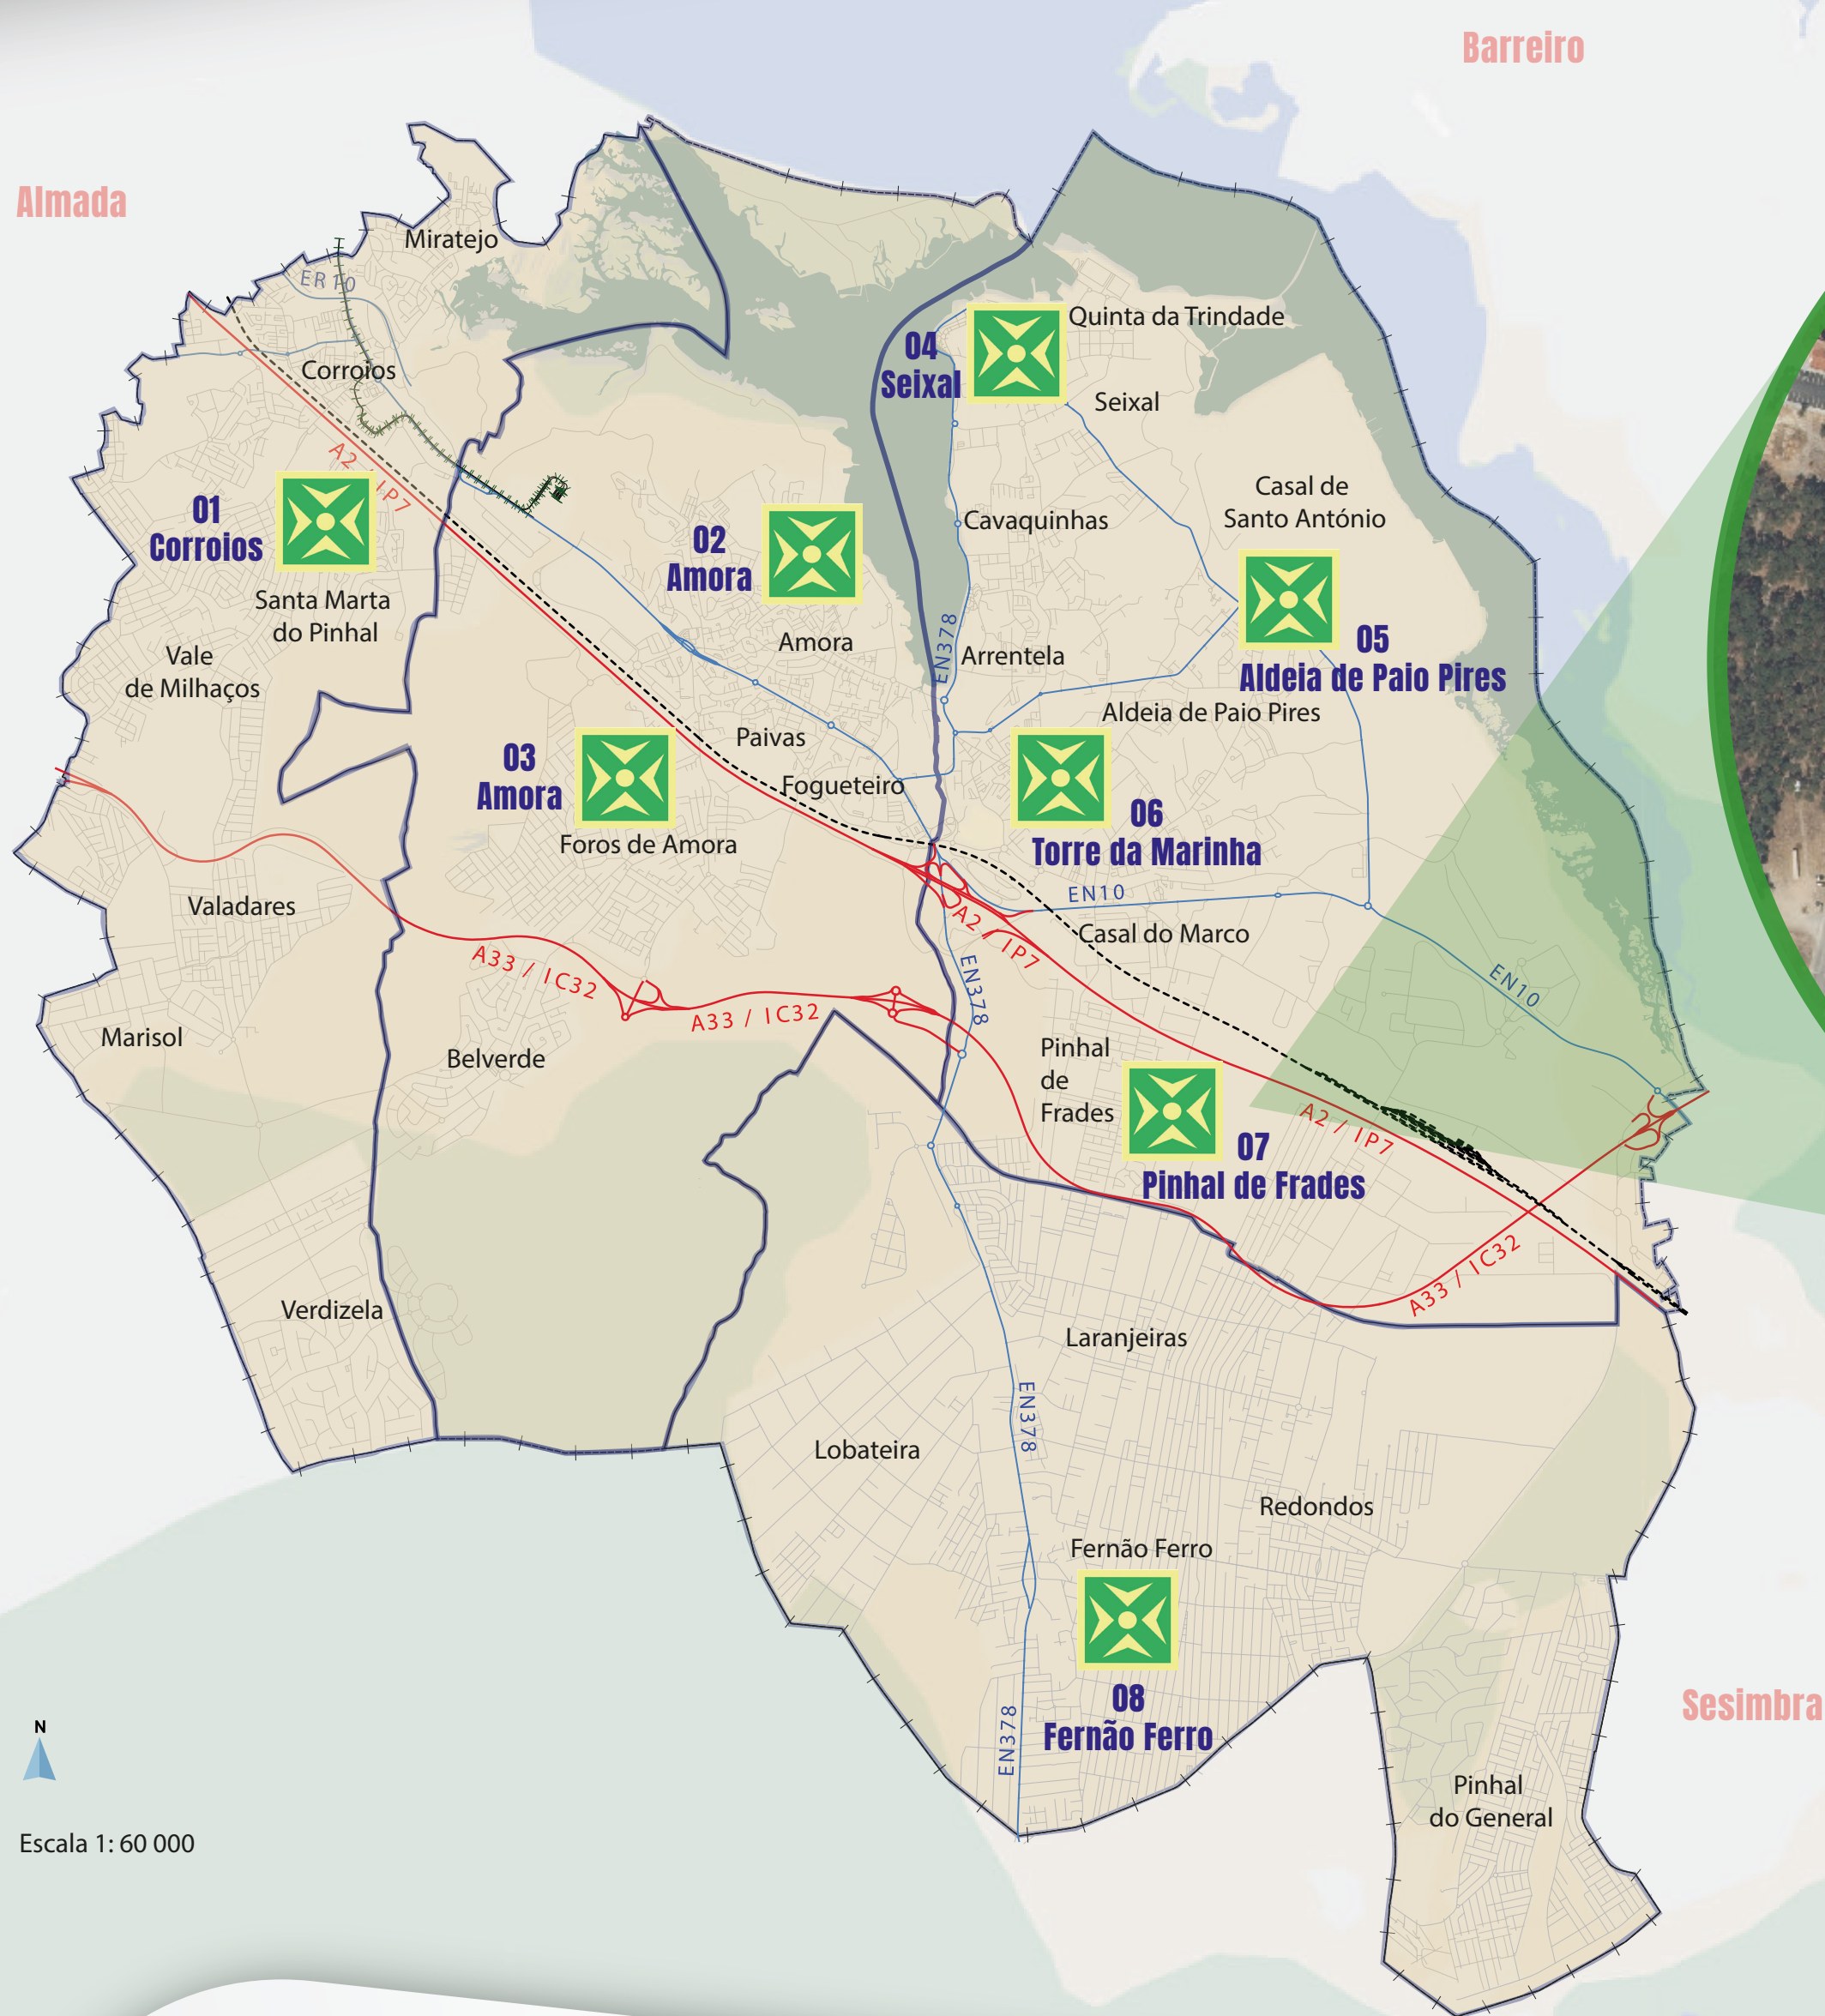 Barreiro
Almada
Miratejo
ER10
Corroios
Quinta da Trindade
04
Seixal
Seixal
A2 / IP7
01
Corroios
Casal de
Santo António
Cavaquinhas
02
Amora
Santa Marta
do Pinhal
Vale
de Milhaços
Amora
EN378
Arrentela
05
Aldeia de Paio Pires
Aldeia de Paio Pires
Paivas
03
Amora
Fogueteiro
Foros de Amora
06
Torre da Marinha
EN10
Valadares
A2 / IP7
Casal do Marco
A33 / IC32
A33 / IC32
EN378
EN10
Marisol
Belverde
Pinhal
de
Frades
A2 / IP7
07
Pinhal de Frades
A33 / IC32
Verdizela
Laranjeiras
EN378
Lobateira
Redondos
Fernão Ferro
08
Fernão Ferro
EN378
Sesimbra
N
Pinhal
do General
Escala 1: 60 000